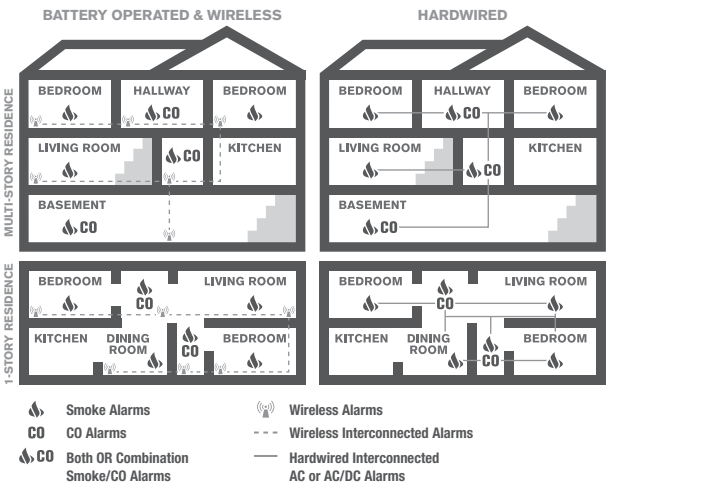 BATTERY OPERATED & WIRELESS
HARDWIRED
MULTI-STORY RESIDENCE
BEDROOM
HALLWAY
BEDROOM
CO
LIVING ROOM
CO
KITCHEN
BASEMENT
CO
BEDROOM
HALLWAY
BEDROOM
CO
LIVING ROOM
CO
KITCHEN
BASEMENT
CO
1-STORY RESIDENCE
BEDROOM
CO
LIVING ROOM
KITCHEN
DINING
ROOM
CO
BEDROOM
BEDROOM
CO
LIVING ROOM
KITCHEN
DINING
ROOM
CO
BEDROOM
Smoke Alarms
CO CO Alarms
CO Both OR Combination
Smoke/CO Alarms
Wireless Alarms
Wireless Interconnected Alarms
Hardwired Interconnected
AC or AC/DC Alarms